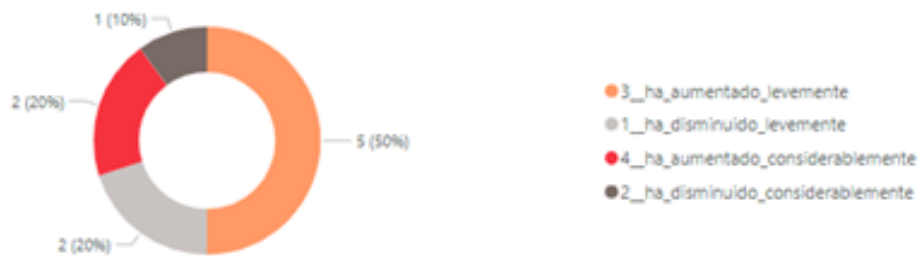 1 (10%)
2 (20%)
5 (50%)
2 (20%)
3__ha_aumentado_levemente
1__ha_disminuido_levemente
4__ha_aumentado_considerablemente
2__ha_disminuido_considerablemente